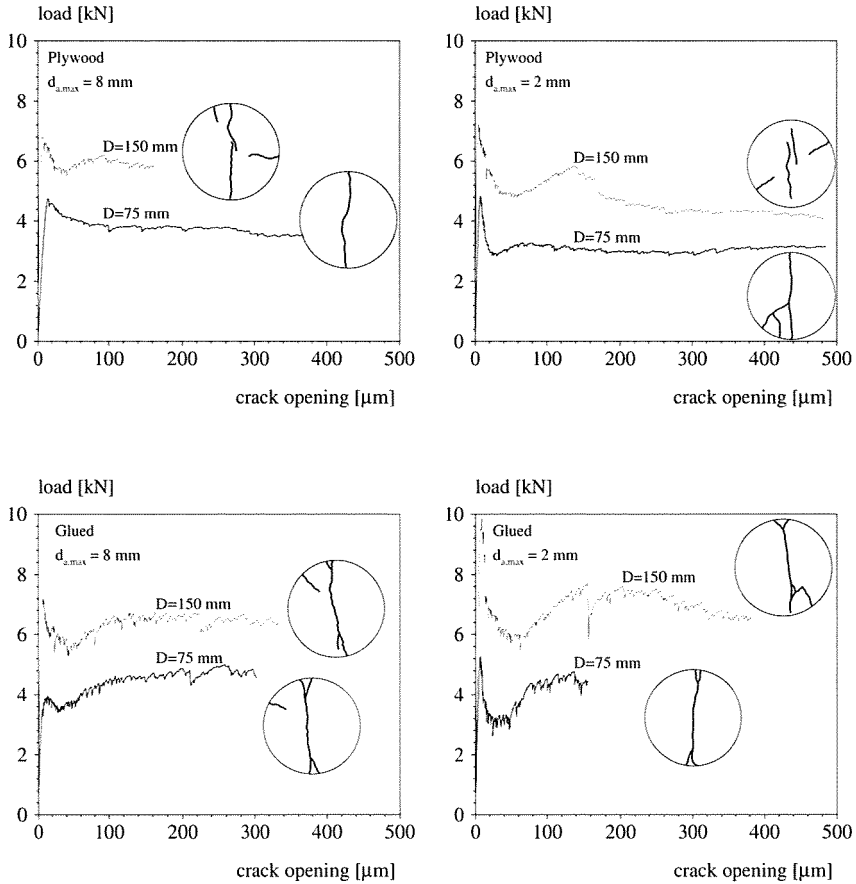 load [kN]
10
8
6
4
2
0
Plywood
d a.max = 8 mm
D=150 mm
D=75 mm
0 100 200 300 400 500
crack opening [µm]
load [kN]
10
8
6
4
2
0
Plywood
d a.max = 2 mm
D=150 mm
D=75 mm
0 100 200 300 400 500
crack opening [µm]
load [kN]
10
8
6
4
2
0
Glued
d a.max = 8 mm
D=150 mm
D=75 mm
0 100 200 300 400 500
crack opening [µm]
load [kN]
10
8
6
4
2
0
Glued
d a.max = 2 mm
D=150 mm
D=75 mm
0 100 200 300 400 500
crack opening [µm]